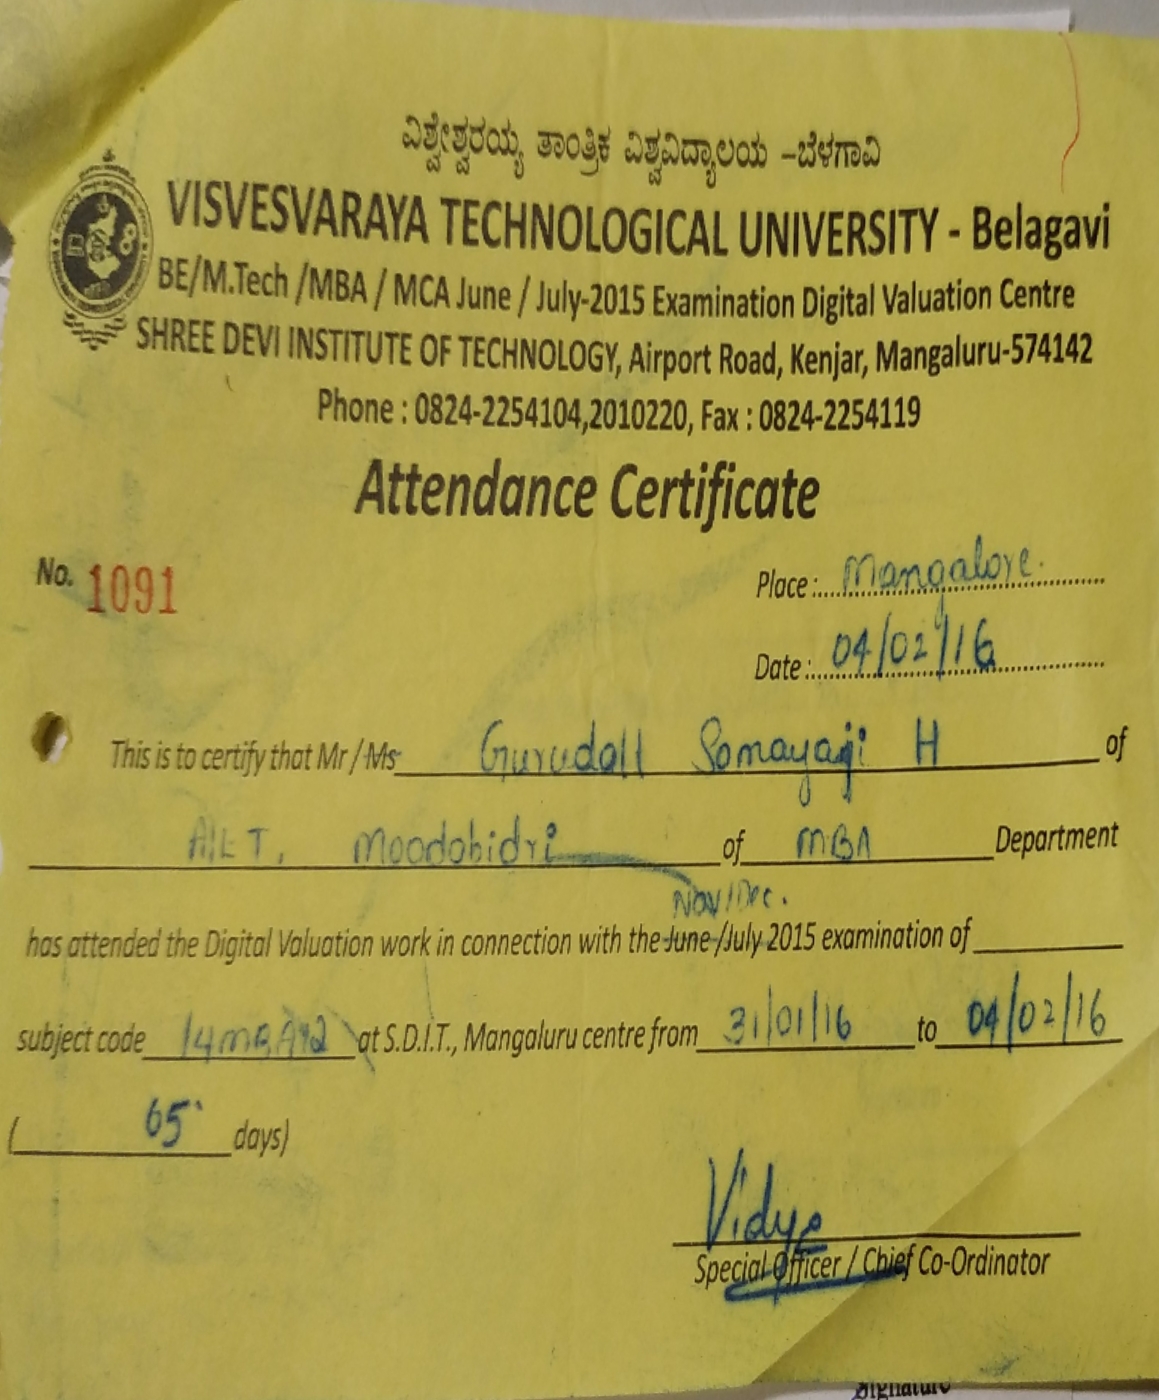 ವಿಶ್ವೇಶ್ವರಯ್ಯ ತಾಂತ್ರಿಕ ವಿಶ್ವವಿದ್ಯಾಲಯ -ಬೆಳಗಾವಿ
VISVESVARAYA TECHNOLOGICAL UNIVERSITY - Belagavi
BE/M.Tech /MBA / MCA June / July-2015 Examination Digital Valuation Centre
SHREE DEVI INSTITUTE OF TECHNOLOGY, Airport Road, Kenjar, Mangaluru-574142
Phone : 0824-2254104,2010220, Fax : 0824-2254119
Attendance Certificate
No. 1091
Place : Mangalore.
Date : 04/02/16
This is to certify that Mr / Ms Gurudatt Somayaji H of
Moodobidri of MBA Department
Nov/Dec.
has attended the Digital Valuation work in connection with the June /July 2015 examination of
subject code at S.D.I.T., Mangaluru centre from 31/01/16 to 04/02/16
( 05 days)
Vidya
Special Officer / Chief Co-Ordinator
Signature